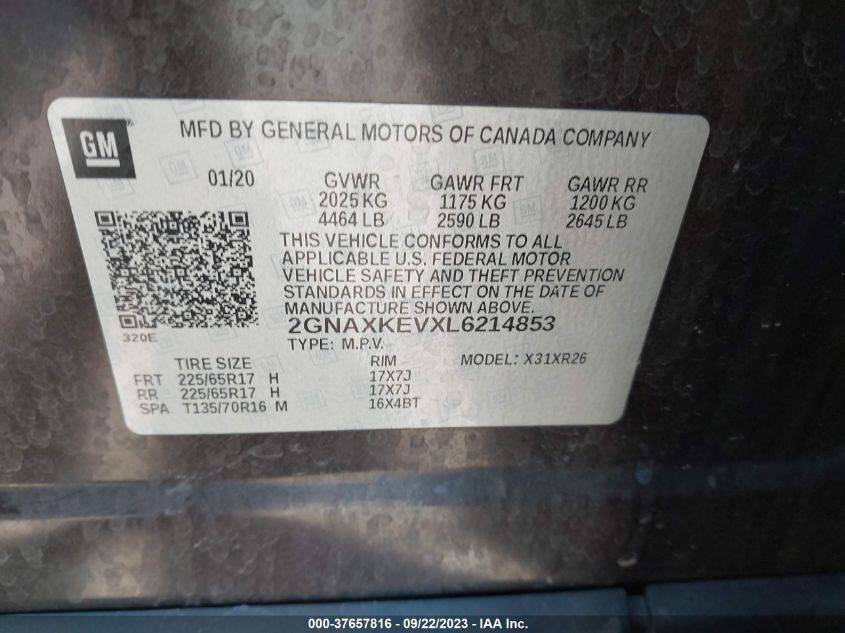 GM
MFD BY GENERAL MOTORS OF CANADA COMPANY
01/20 GVWR GAWR FRT GAWR RR
2025 KG 1175 KG 1200 KG
4464 LB 2590 LB 2645 LB
THIS VEHICLE CONFORMS TO ALL
APPLICABLE U.S. FEDERAL MOTOR
VEHICLE SAFETY AND THEFT PREVENTION
STANDARDS IN EFFECT ON THE DATE OF
MANUFACTURE SHOWN ABOVE.
2GNAXKEVXL6214853
320E
TYPE: M.P.V.
TIRE SIZE RIM MODEL: X31XR26
FRT 225/65R17 H 17X7J
RR 225/65R17 H 17X7J
SPA T135/70R16 M 16X4BT
000-37657816 - 09/22/2023 - IAA Inc.